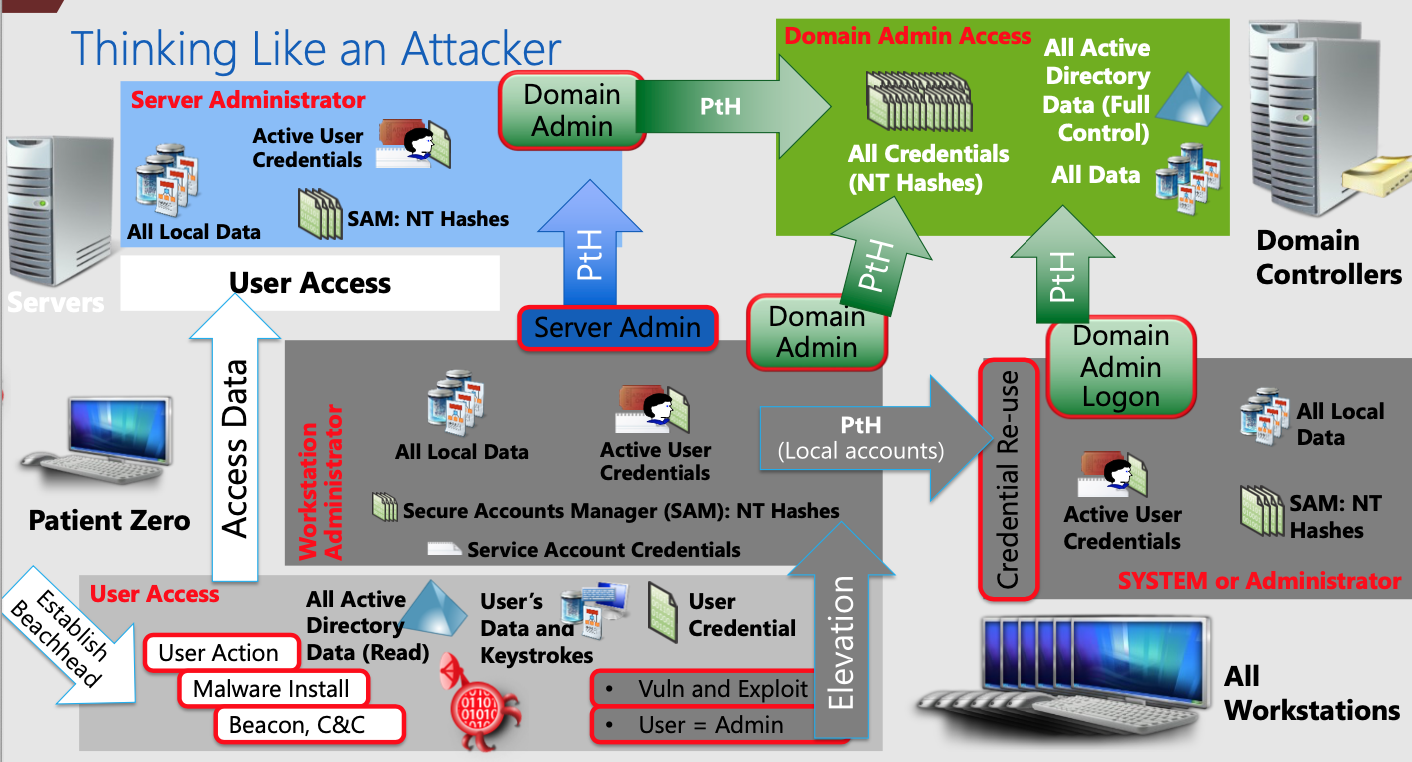 Thinking Like an Attacker
Server Administrator
Active User
Credentials
All Local Data
SAM: NT Hashes
Servers
User Access
Domain
Admin
PtH
Domain Admin Access
All Credentials
(NT Hashes)
All Active
Directory
Data (Full
Control)
All Data
Domain
Controllers
PtH
Server Admin
PtH
Domain
Admin
PtH
Domain
Admin
Logon
Access Data
Patient Zero
Workstation
Administrator
All Local Data
Active User
Credentials
Secure Accounts Manager (SAM): NT Hashes
Service Account Credentials
PtH
(Local accounts)
Credential Re-use
All Local
Data
Active User
Credentials
SAM: NT
Hashes
SYSTEM or Administrator
Establish
Beachhead
User Access
User Action
Malware Install
Beacon, C&C
All Active
Directory
Data (Read)
User's
Data and
Keystrokes
User
Credential
01101
01010
010
• Vuln and Exploit
• User = Admin
Elevation
All
Workstations